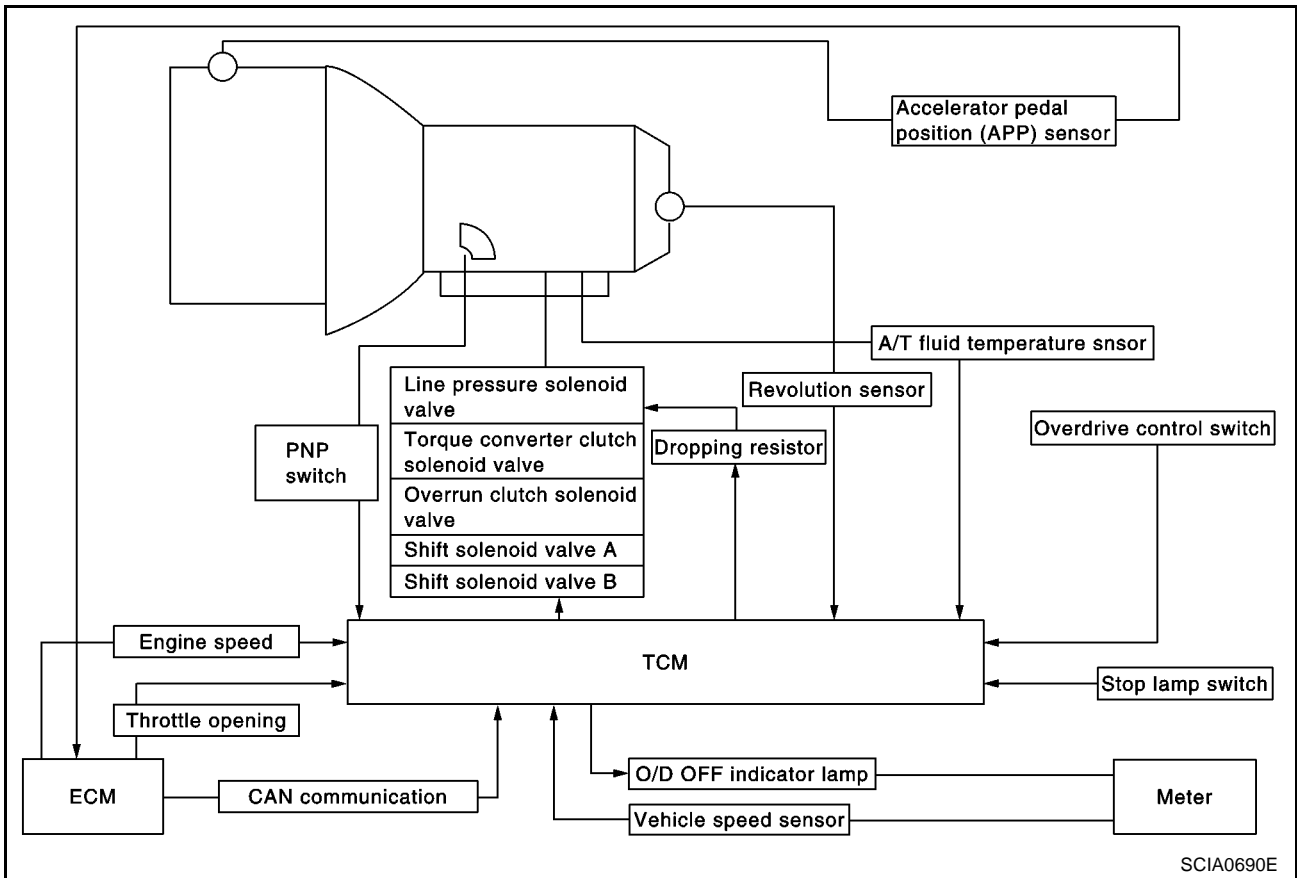 Accelerator pedal
position (APP) sensor
A/T fluid temperature snsor
Line pressure solenoid
valve
Revolution sensor
Torque converter clutch
solenoid valve
Dropping resistor
Overdrive control switch
PNP
switch
Overrun clutch solenoid
valve
Shift solenoid valve A
Shift solenoid valve B
Engine speed
TCM
Stop lamp switch
Throttle opening
O/D OFF indicator lamp
ECM
CAN communication
Meter
Vehicle speed sensor
SCIA0690E